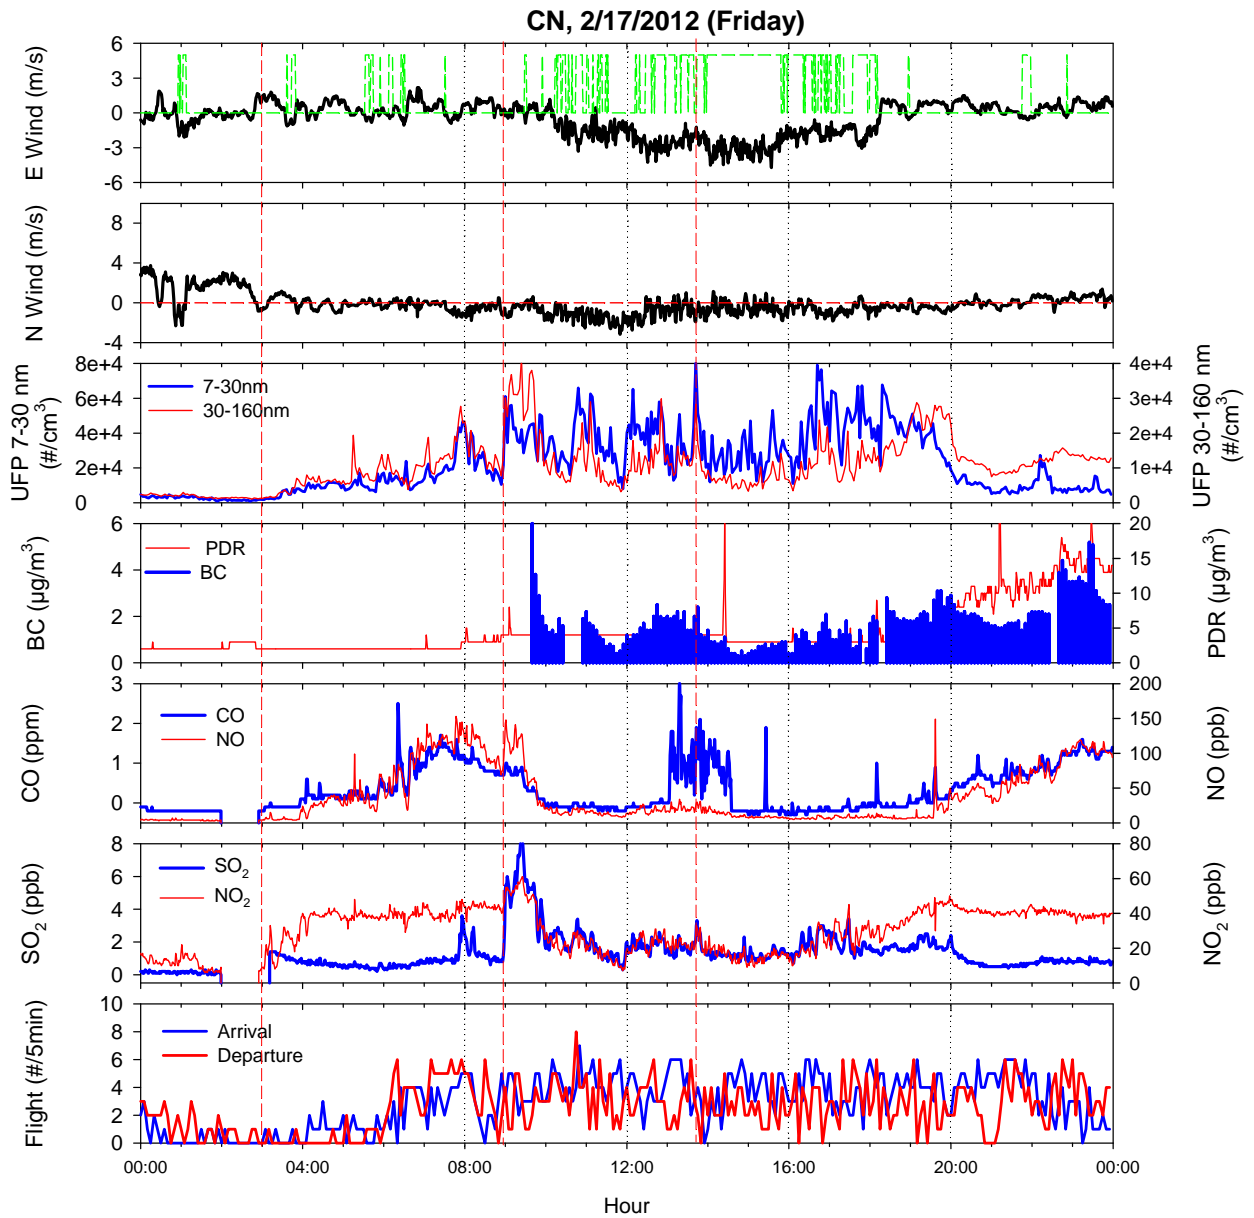 CN, 2/17/2012 (Friday)
E Wind (m/s)
6
3
0
-3
-6
N Wind (m/s)
8
4
0
-4
UFP 7-30 nm
(#/cm³)
8e+4
6e+4
4e+4
2e+4
0
7-30nm
30-160nm
4e+4
3e+4
2e+4
1e+4
0
UFP 30-160 nm
(#/cm³)
BC (µg/m³)
6
4
2
0
PDR
BC
20
15
10
5
0
PDR (µg/m³)
CO (ppm)
3
2
1
0
CO
NO
200
150
100
50
0
NO (ppb)
SO₂ (ppb)
8
6
4
2
0
SO₂
NO₂
80
60
40
20
0
NO₂ (ppb)
Flight (#/5min)
10
8
6
4
2
0
Arrival
Departure
00:00 04:00 08:00 12:00 16:00 20:00 00:00
Hour